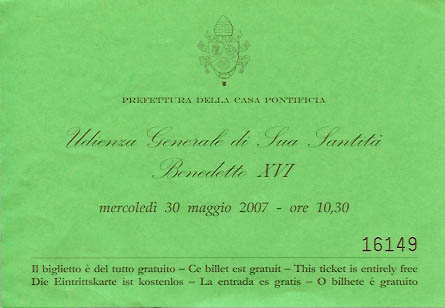 PREFETTURA DELLA CASA PONTIFICIA
Udienza Generale di Sua Santità
Benedetto XVI
mercoledì 30 maggio 2007 - ore 10,30
16149
Il biglietto è del tutto gratuito – Ce billet est gratuit – This ticket is entirely free
Die Eintrittskarte ist kostenlos – La entrada es gratis – O bilhete é gratuito